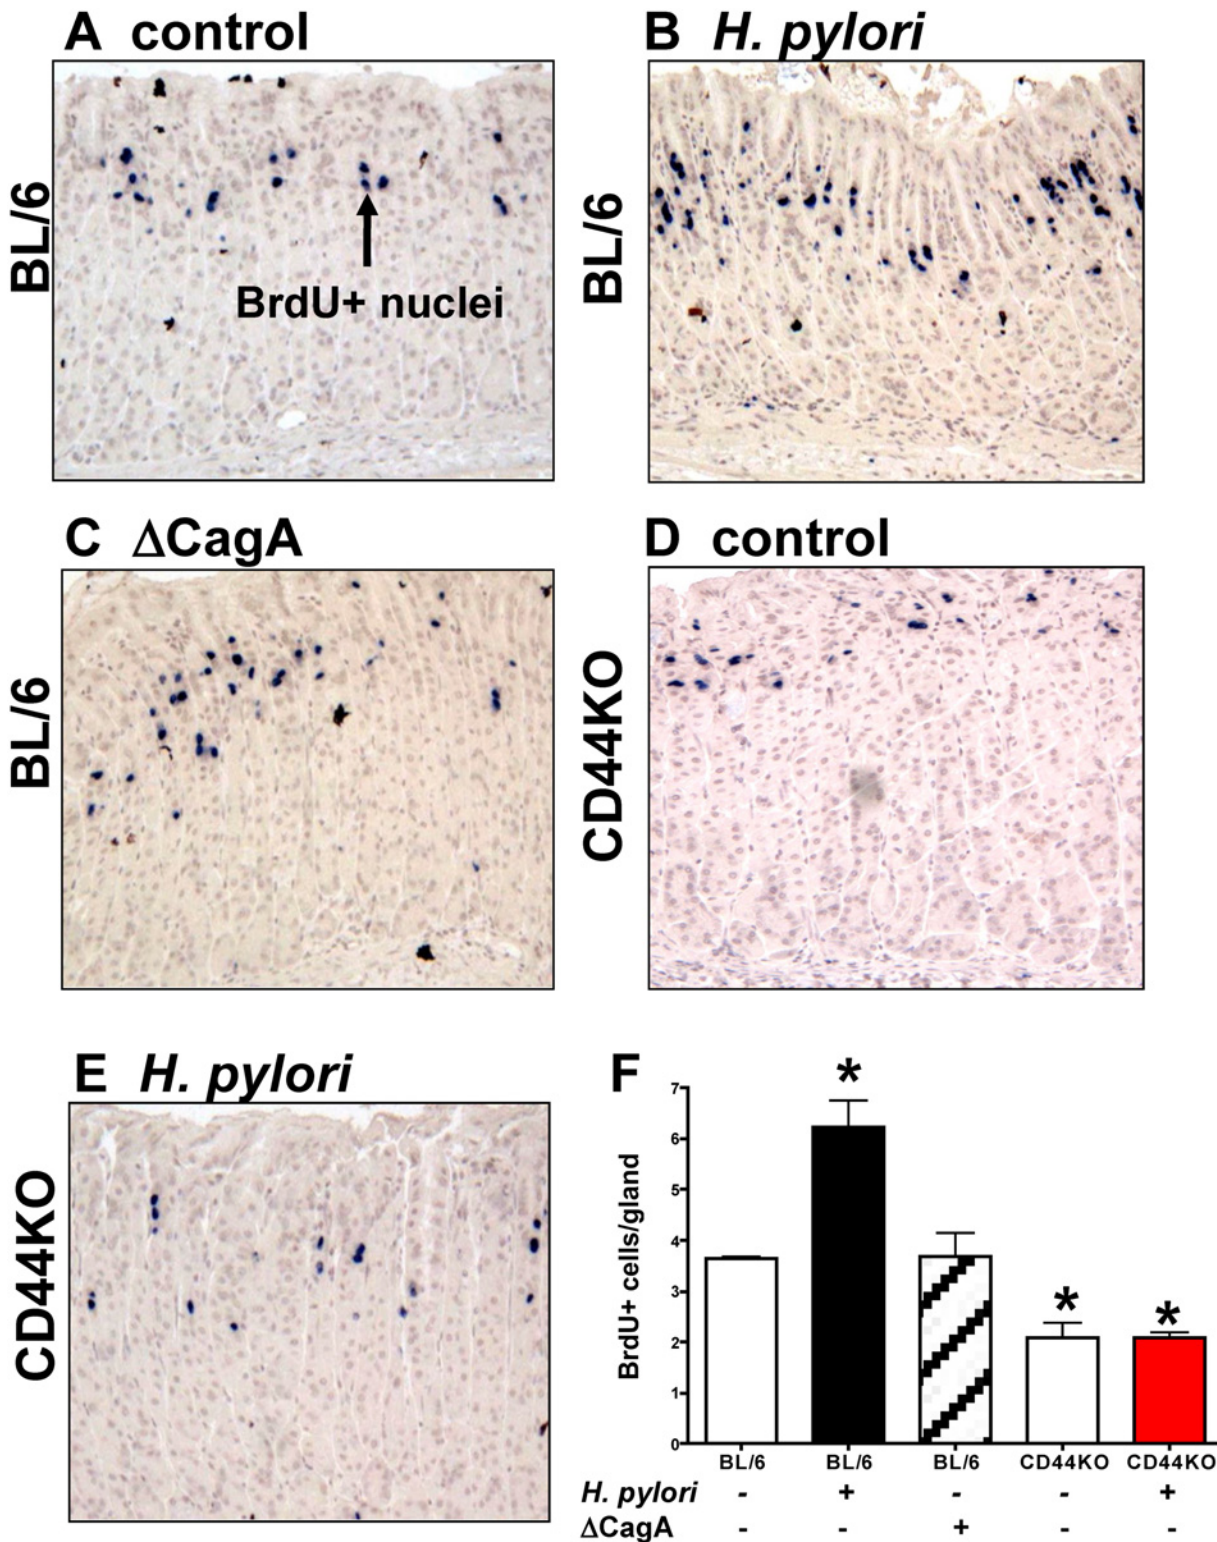 A control
B H. pylori
BL/6
BrdU+ nuclei
BL/6
C ΔCagA
D control
BL/6
CD44KO
E H. pylori
CD44KO
F
*
*
*
BrdU+ cells/gland
7
6
5
4
3
2
1
0
BL/6 BL/6 BL/6 CD44KO CD44KO
H. pylori - + - - +
ΔCagA - - + - -